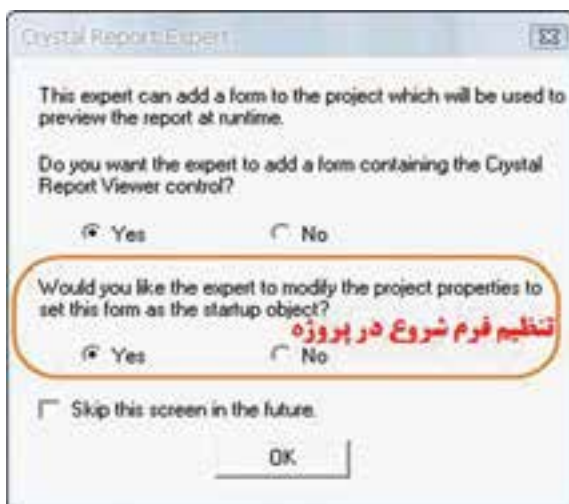 Crystal Report Expert
This expert can add a form to the project which will be used to
preview the report at runtime.
Do you want the expert to add a form containing the Crystal
Report Viewer control?
Yes No
Would you like the expert to modify the project properties to
set this form as the startup object?
تنظیم فرم شروع در پروژه
Yes No
Skip this screen in the future.
OK